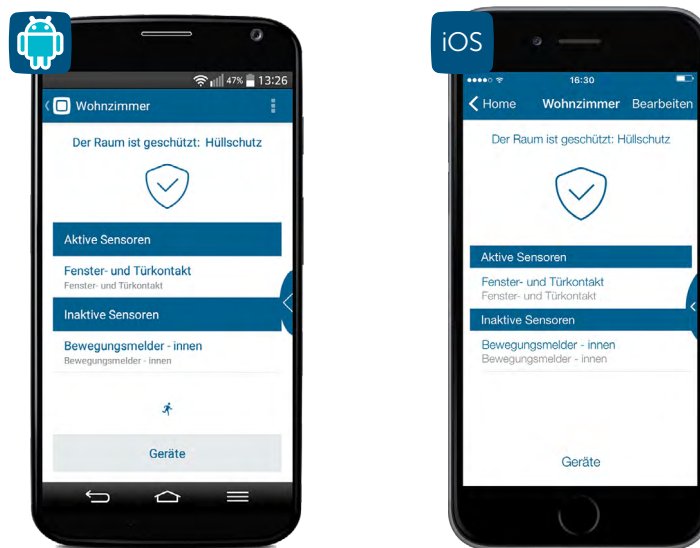 47% 13:26
Wohnzimmer
Der Raum ist geschützt: Hüllschutz
Aktive Sensoren
Fenster- und Türkontakt
Fenster- und Türkontakt
Inaktive Sensoren
Bewegungsmelder - innen
Bewegungsmelder - innen
Geräte
iOS
16:30
Home Wohnzimmer Bearbeiten
Der Raum ist geschützt: Hüllschutz
Aktive Sensoren
Fenster- und Türkontakt
Fenster- und Türkontakt
Inaktive Sensoren
Bewegungsmelder - innen
Bewegungsmelder - innen
Geräte